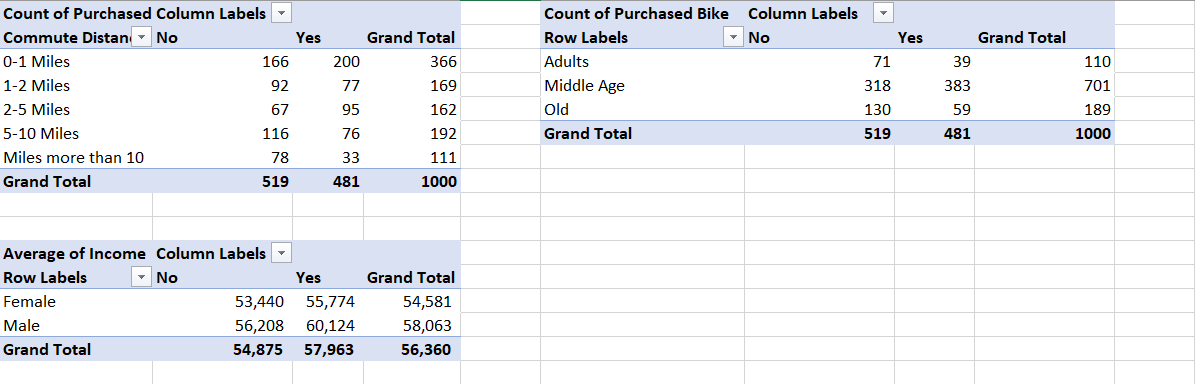 Count of Purchased Column Labels
Commute Distan No Yes Grand Total
0-1 Miles 166 200 366
1-2 Miles 92 77 169
2-5 Miles 67 95 162
5-10 Miles 116 76 192
Miles more than 10 78 33 111
Grand Total 519 481 1000
Count of Purchased Bike Column Labels
Row Labels No Yes Grand Total
Adults 71 39 110
Middle Age 318 383 701
Old 130 59 189
Grand Total 519 481 1000
Average of Income Column Labels
Row Labels No Yes Grand Total
Female 53,440 55,774 54,581
Male 56,208 60,124 58,063
Grand Total 54,875 57,963 56,360